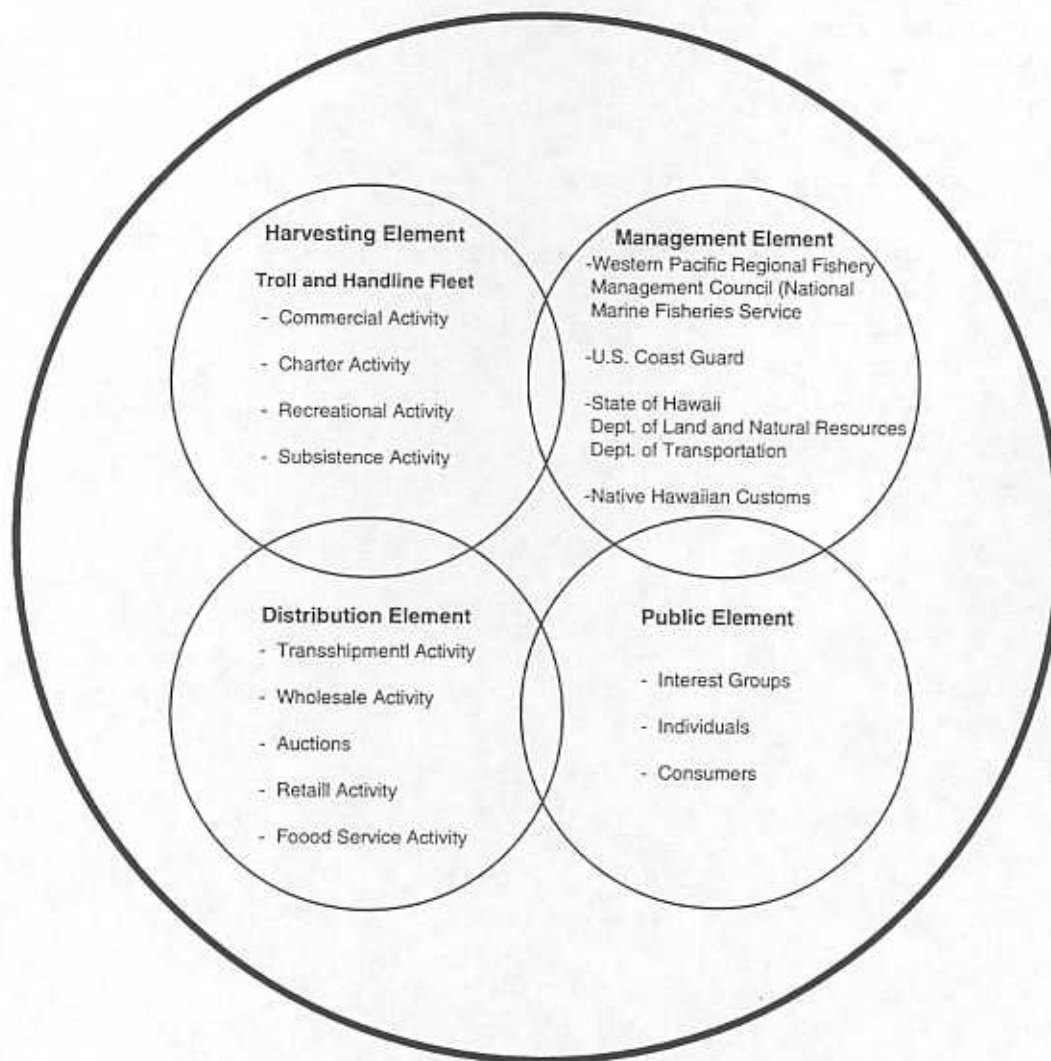 Harvesting Element
Troll and Handline Fleet
- Commercial Activity
- Charter Activity
- Recreational Activity
- Subsistence Activity
Management Element
-Western Pacific Regional Fishery
Management Council (National
Marine Fisheries Service
-U.S. Coast Guard
-State of Hawaii
Dept. of Land and Natural Resources
Dept. of Transportation
-Native Hawaiian Customs
Distribution Element
- Transshipmentl Activity
- Wholesale Activity
- Auctions
- Retaill Activity
- Foood Service Activity
Public Element
- Interest Groups
- Individuals
- Consumers